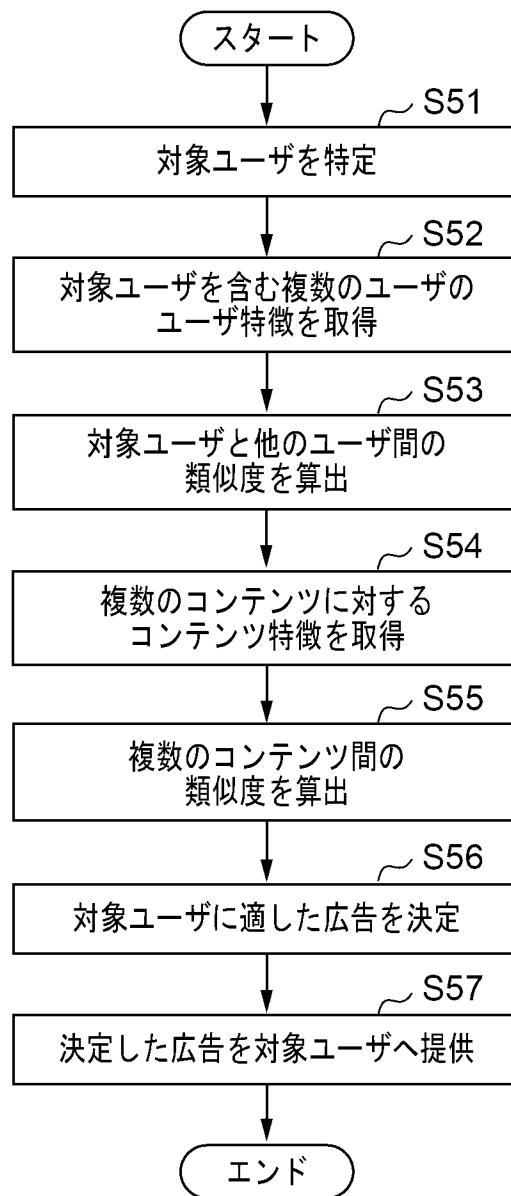 スタート
S51
対象ユーザを特定
S52
対象ユーザを含む複数のユーザの
ユーザ特徴を取得
S53
対象ユーザと他のユーザ間の
類似度を算出
S54
複数のコンテンツに対する
コンテンツ特徴を取得
S55
複数のコンテンツ間の
類似度を算出
S56
対象ユーザに適した広告を決定
S57
決定した広告を対象ユーザへ提供
エンド